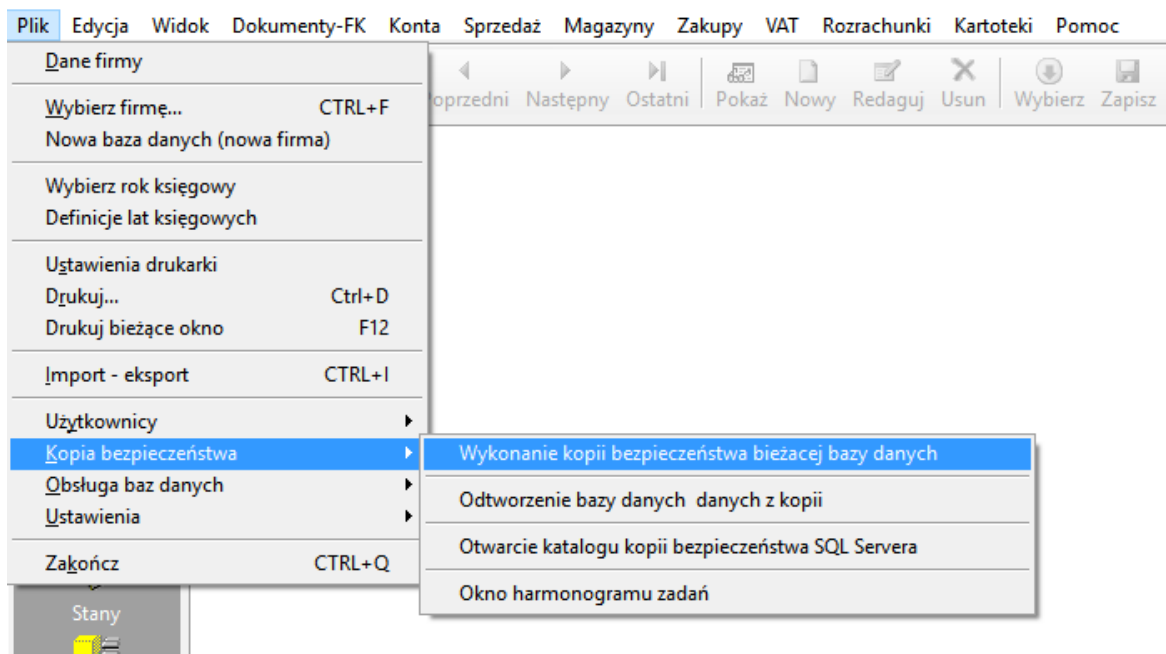 Plik Edycja Widok Dokumenty-FK Konta Sprzedaż Magazyny Zakupy VAT Rozrachunki Kartoteki Pomoc
Następny Ostatni Pokaż Nowy Redaguj Usun Wybierz Zapisz
Dane firmy
Wybierz firmę... CTRL+F
Nowa baza danych (nowa firma)
Wybierz rok księgowy
Definicje lat księgowych
Ustawienia drukarki
Drukuj... Ctrl+D
Drukuj bieżące okno F12
Import - eksport CTRL+I
Użytkownicy
Kopia bezpieczeństwa
Obsługa baz danych
Ustawienia
Zakończ CTRL+Q
Wykonanie kopii bezpieczeństwa bieżacej bazy danych
Odtworzenie bazy danych danych z kopii
Otwarcie katalogu kopii bezpieczeństwa SQL Servera
Okno harmonogramu zadań
Stany